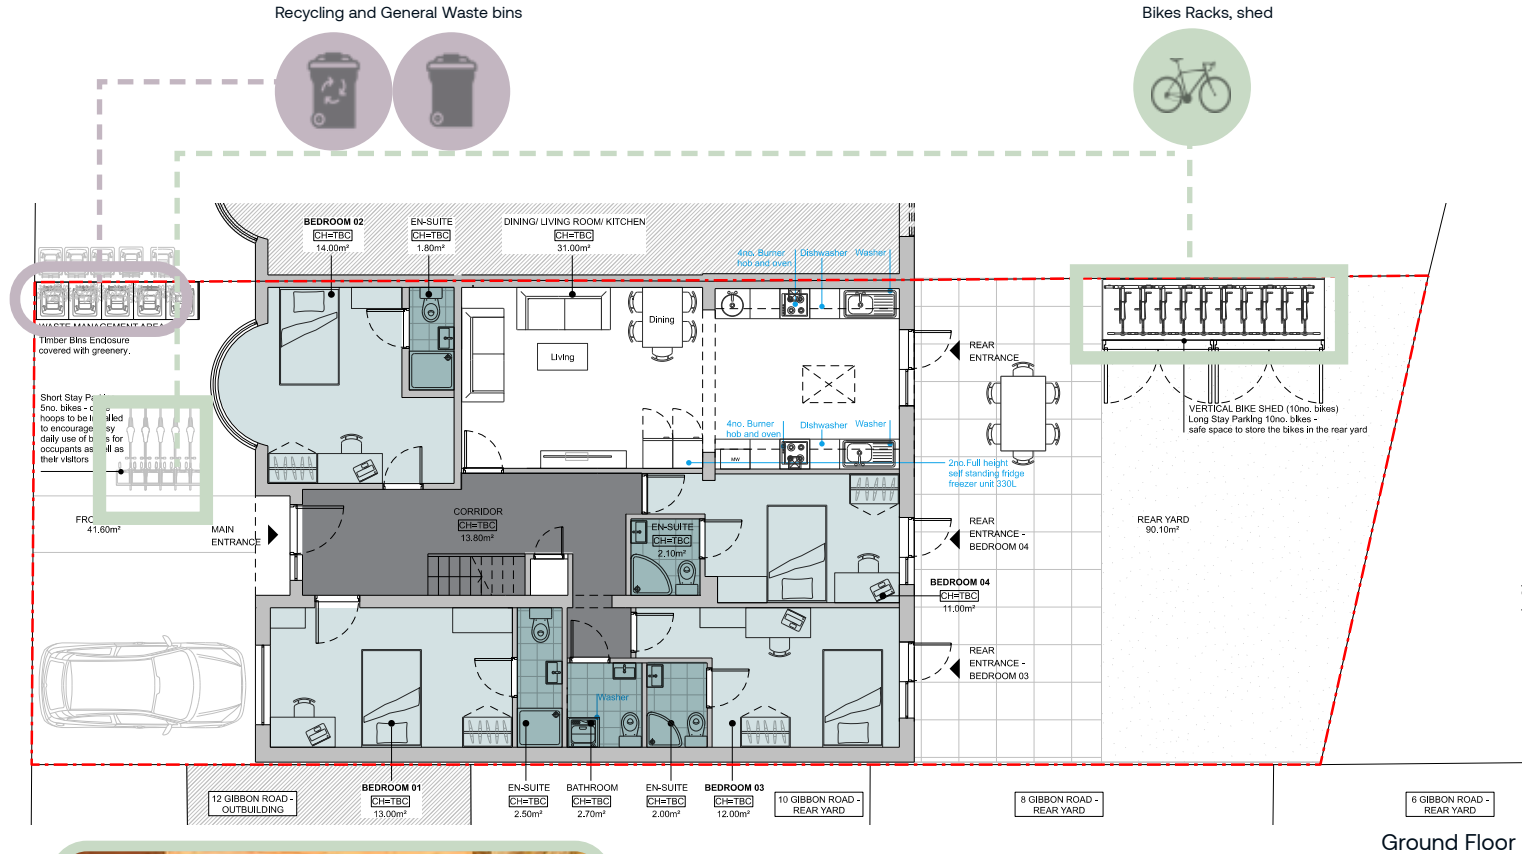 Recycling and General Waste bins
Bikes Racks, shed
BEDROOM 02
CH=TBC
14.00m²
EN-SUITE
CH=TBC
1.80m²
DINING/ LIVING ROOM/ KITCHEN
CH=TBC
31.00m²
4no. Burner
hob and oven
Dishwasher
Washer
WASTE MANAGEMENT AREA
Timber Bins Enclosure
covered with greenery.
Dining
Living
REAR
ENTRANCE
Short Stay
5no. bikes -
hoops to be
to encourage
daily use of for
occupants as as
their visitors
VERTICAL BIKE SHED (10no. bikes)
Long Stay Parking 10no. bikes -
safe space to store the bikes in the rear yard
4no. Burner
hob and oven
Dishwasher
Washer
MW
2no.Full height
self standing fridge
freezer unit 330L
41.60m²
MAIN
ENTRANCE
CORRIDOR
CH=TBC
13.80m²
EN-SUITE
CH=TBC
2.10m²
REAR
ENTRANCE -
BEDROOM 04
REAR YARD
90.10m²
BEDROOM 04
CH=TBC
11.00m²
REAR
ENTRANCE -
BEDROOM 03
Washer
12 GIBBON ROAD -
OUTBUILDING
BEDROOM 01
CH=TBC
13.00m²
EN-SUITE
CH=TBC
2.50m²
BATHROOM
CH=TBC
2.70m²
EN-SUITE
CH=TBC
2.00m²
BEDROOM 03
CH=TBC
12.00m²
10 GIBBON ROAD -
REAR YARD
8 GIBBON ROAD -
REAR YARD
6 GIBBON ROAD -
REAR YARD
Ground Floor